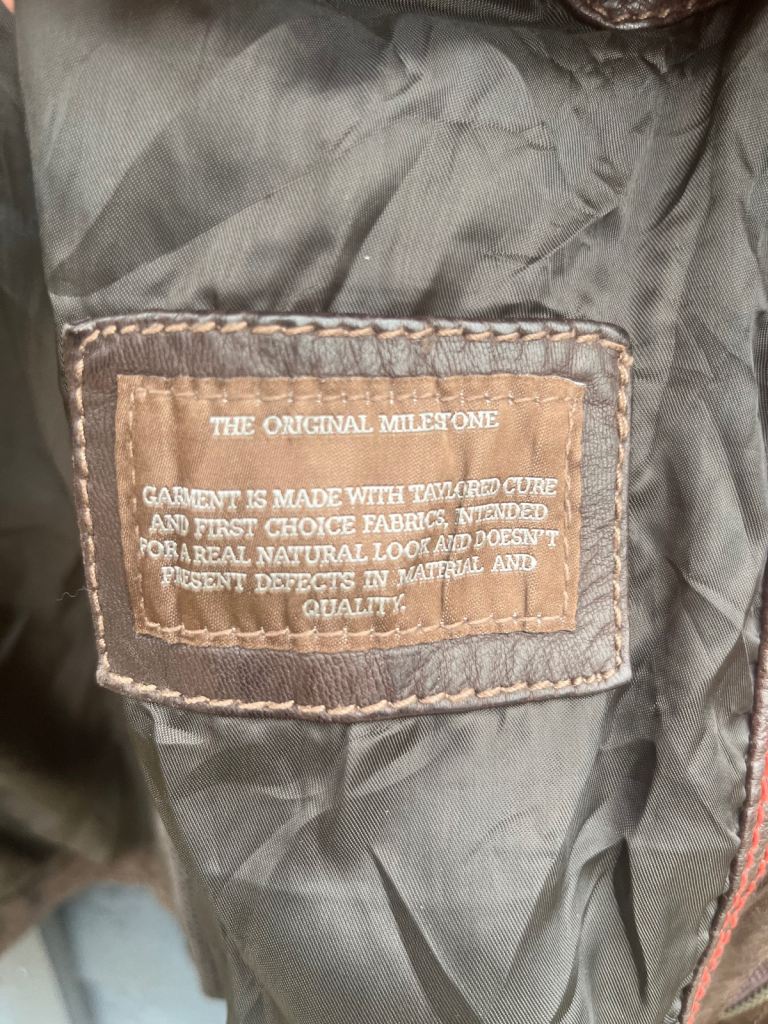 THE ORIGINAL MILESTONE
GARMENT IS MADE WITH TAYLORED CURE
AND FIRST CHOICE FABRICS, INTENDED
FOR A REAL NATURAL LOOK AND DOESN'T
PRESENT DEFECTS IN MATERIAL AND
QUALITY.